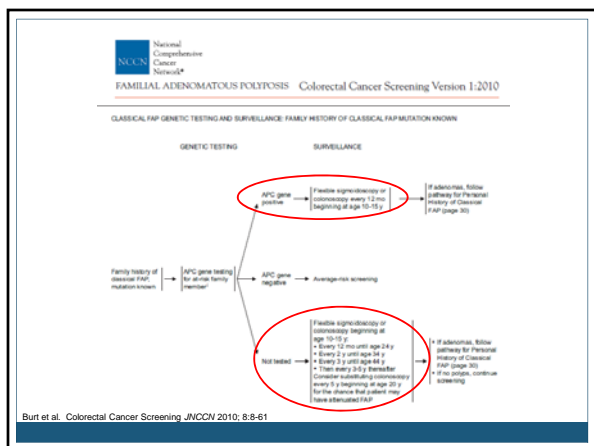 National
Comprehensive
NCCN Cancer
Network®
FAMILIAL ADENOMATOUS POLYPOSIS Colorectal Cancer Screening Version 1:2010
CLASSICAL FAP GENETIC TESTING AND SURVEILLANCE: FAMILY HISTORY OF CLASSICAL FAP MUTATION KNOWN
GENETIC TESTING SURVEILLANCE
APC gene
positive
Flexible sigmoidoscopy or
colonoscopy every 12 mo
beginning at age 10-15 y
If adenomas, follow
pathway for Personal
History of Classical
FAP (page 30)
Family history of
classical FAP,
mutation known
APC gene testing
for at-risk family
member
APC gene
negative
Average-risk screening
Not tested
Flexible sigmoidoscopy or
colonoscopy beginning at
age 10-15 y:
• Every 12 mo until age 24 y
• Every 2 y until age 34 y
• Every 3 y until age 44 y
• Then every 3-5 y thereafter
Consider substituting colonoscopy
every 5 y beginning at age 20 y
for the chance that patient may
have attenuated FAP
• If adenomas, follow
pathway for Personal
History of Classical
FAP (page 30)
• If no polyps, continue
screening
Burt et al. Colorectal Cancer Screening JNCCN 2010; 8:8-61